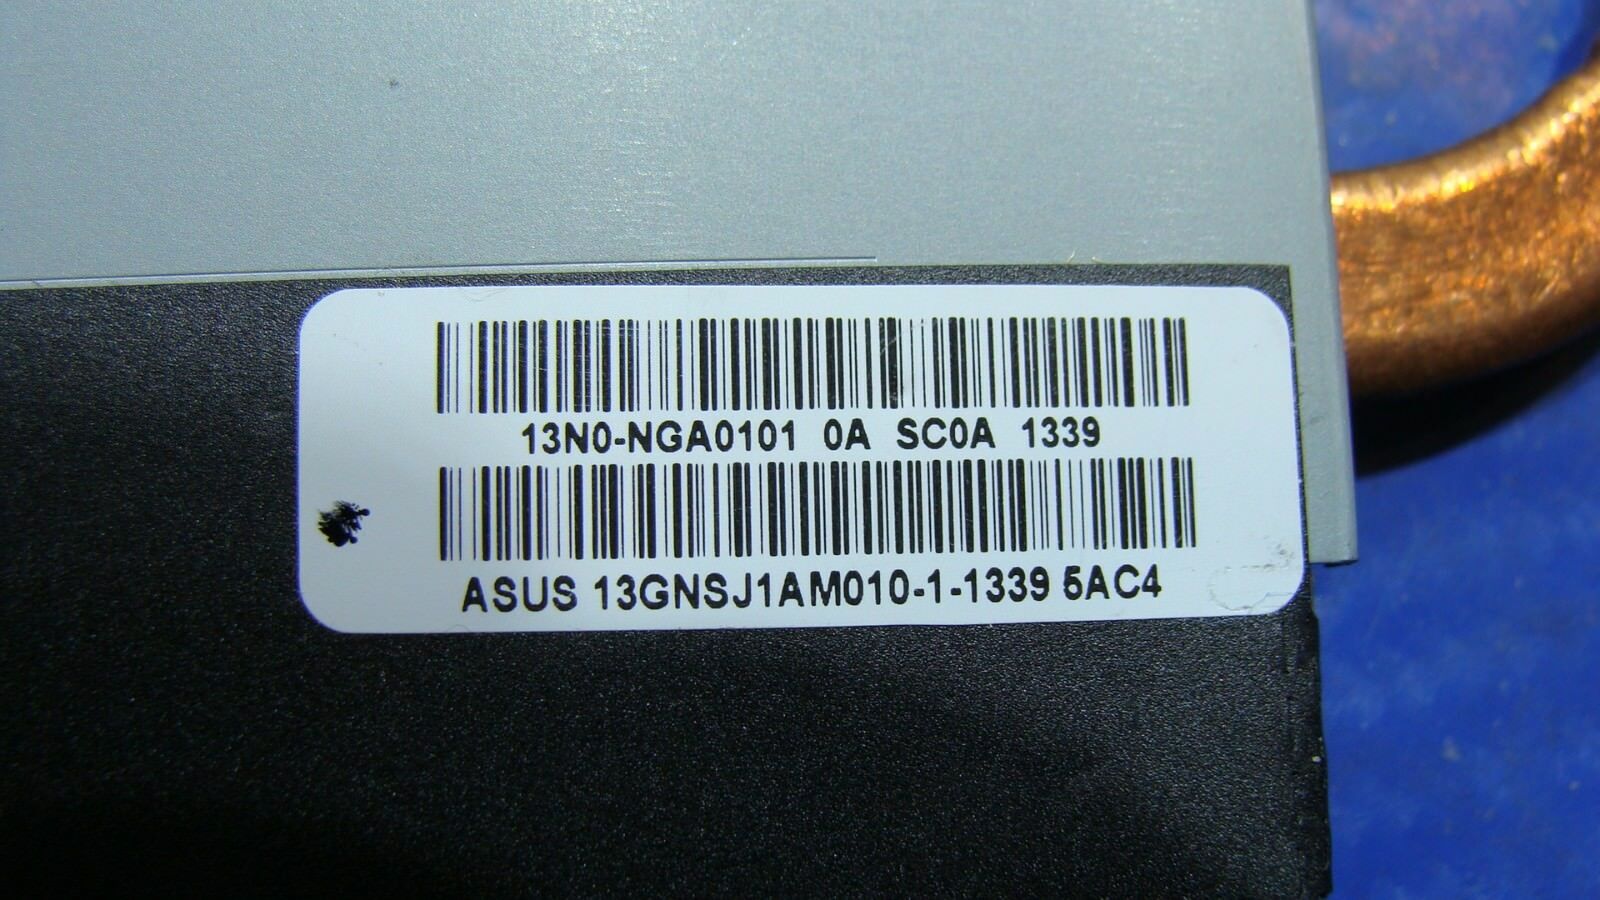 13N0-NGA0101 0A SC0A 1339
ASUS 13GNSJ1AM010-1-1339 5AC4